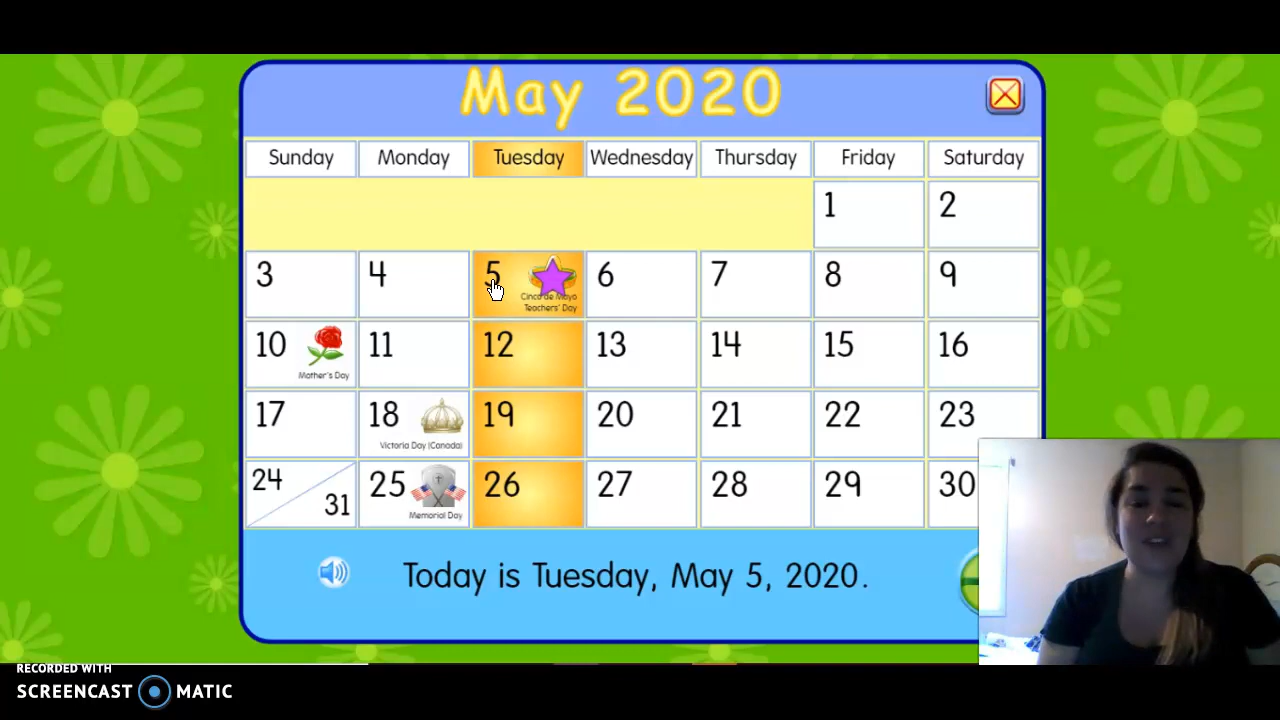 May 2020
Sunday Monday Tuesday Wednesday Thursday Friday Saturday
1 2
3 4 5 6 7 8 9
Cinco de Mayo
Teachers' Day
10 11 12 13 14 15 16
Mother's Day
17 18 19 20 21 22 23
Victoria Day (Canada)
24 31 25 26 27 28 29 30
Memorial Day
Today is Tuesday, May 5, 2020.
RECORDED WITH
SCREENCAST MATIC